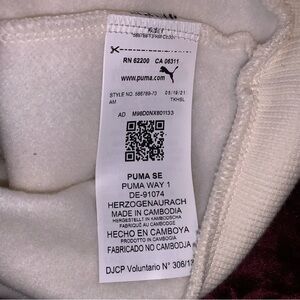 RN 62200 CA 06311
www.puma.com
STYLE NO. 586789-73 03/19/21
AM TKHSL
AD
PUMA SE
PUMA WAY 1
DE-91074
HERZOGENAURACH
MADE IN CAMBODIA
HERGESTELLT IN KAMBODSCHA
FABRIQUÉ AU CAMBODGE
HECHO EN CAMBOYA
PRODOTTO IN CAMBOGIA
FABRICADO NO CAMBODJA
DJCP Voluntario N° 306/17